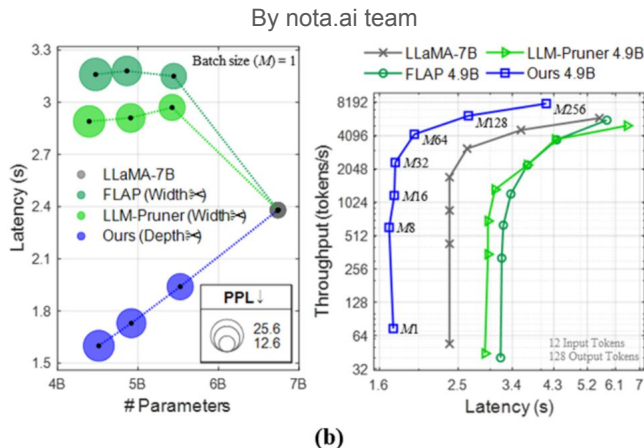 By nota.ai team
Batch size (M) = 1
3.3
3
2.7
2.4
2.1
1.8
1.5
Latency (s)
LLaMA-7B
FLAP (Width✂)
LLM-Pruner (Width✂)
Ours (Depth✂)
PPL↓
25.6
12.6
4B 5B 6B 7B
# Parameters
LLaMA-7B LLM-Pruner 4.9B
FLAP 4.9B Ours 4.9B
8192
4096
2048
1024
512
256
128
64
Throughput (tokens/s)
M256
M128
M64
M32
M16
M8
M1
12 Input Tokens
128 Output Tokens
1.6 2.5 3.4 4.3 5.2 6.1 7
Latency (s)
(b)